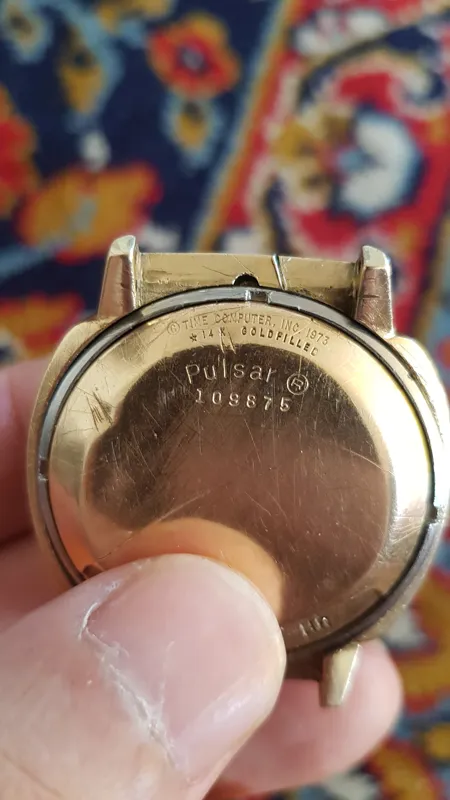 © TIME COMPUTER, INC. 1973
★ 14 K GOLDFILLED
Pulsar ®
109875